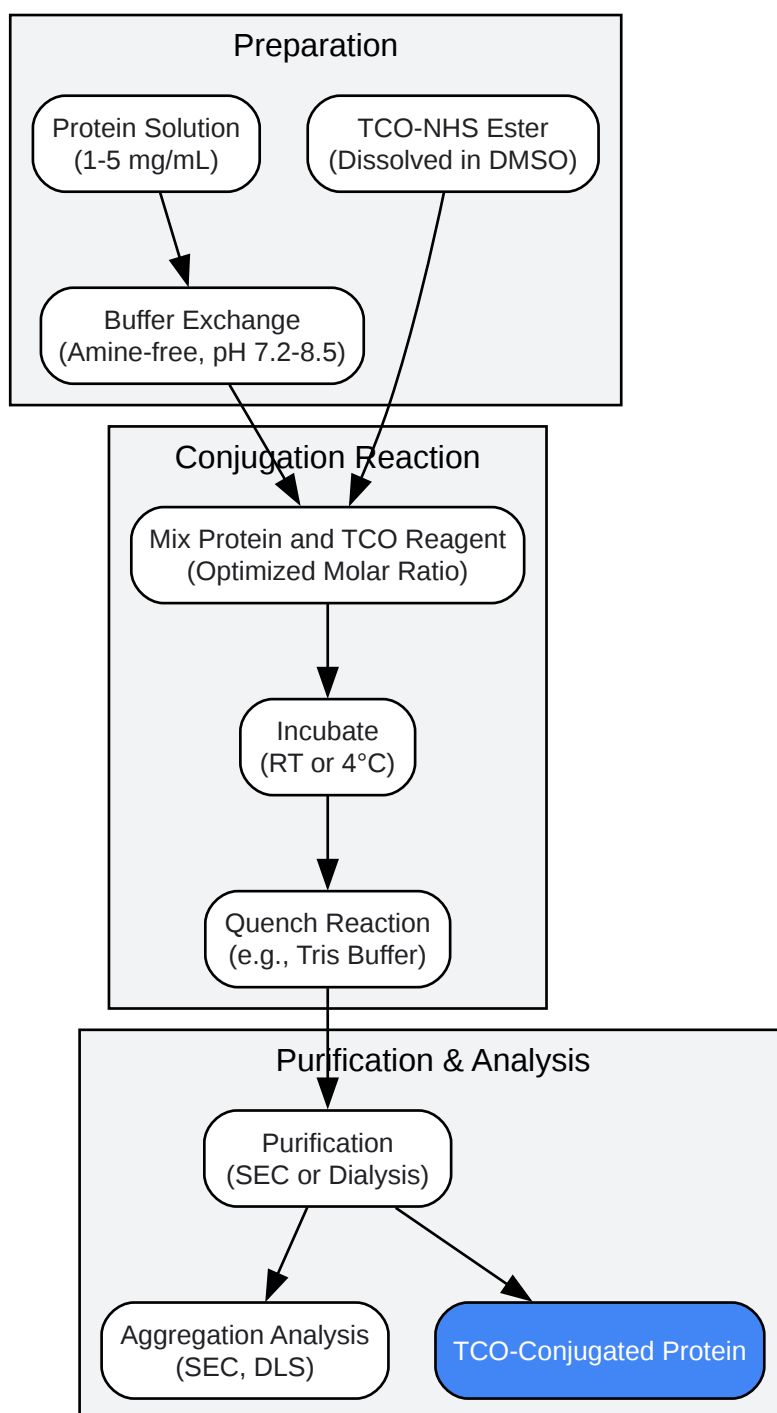 Preparation
Protein Solution
(1-5 mg/mL)
TCO-NHS Ester
(Dissolved in DMSO)
Buffer Exchange
(Amine-free, pH 7.2-8.5)
Conjugation Reaction
Mix Protein and TCO Reagent
(Optimized Molar Ratio)
Incubate
(RT or 4°C)
Quench Reaction
(e.g., Tris Buffer)
Purification & Analysis
Purification
(SEC or Dialysis)
Aggregation Analysis
(SEC, DLS)
TCO-Conjugated Protein